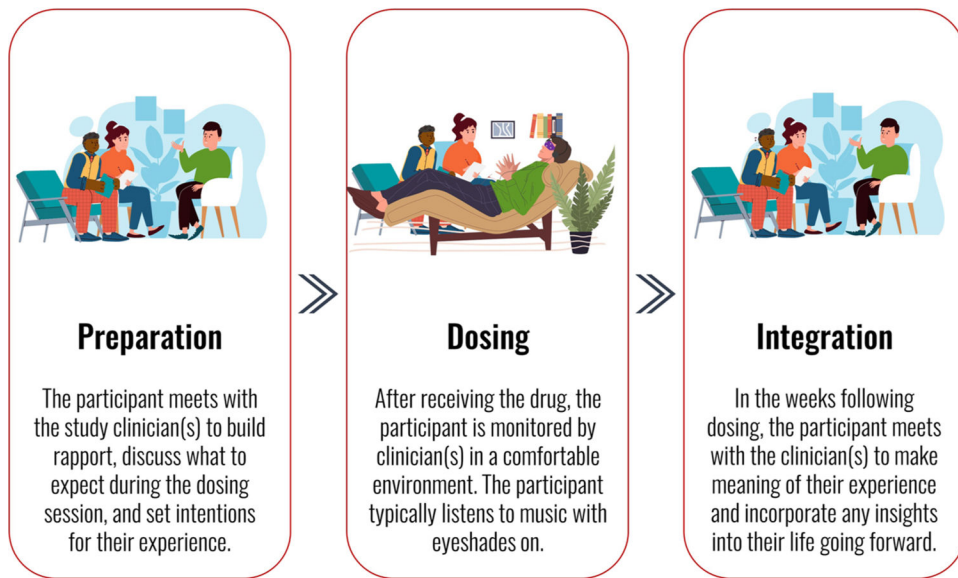 Preparation
The participant meets with
the study clinician(s) to build
rapport, discuss what to
expect during the dosing
session, and set intentions
for their experience.
Dosing
After receiving the drug, the
participant is monitored by
clinician(s) in a comfortable
environment. The participant
typically listens to music with
eyeshades on.
Integration
In the weeks following
dosing, the participant meets
with the clinician(s) to make
meaning of their experience
and incorporate any insights
into their life going forward.